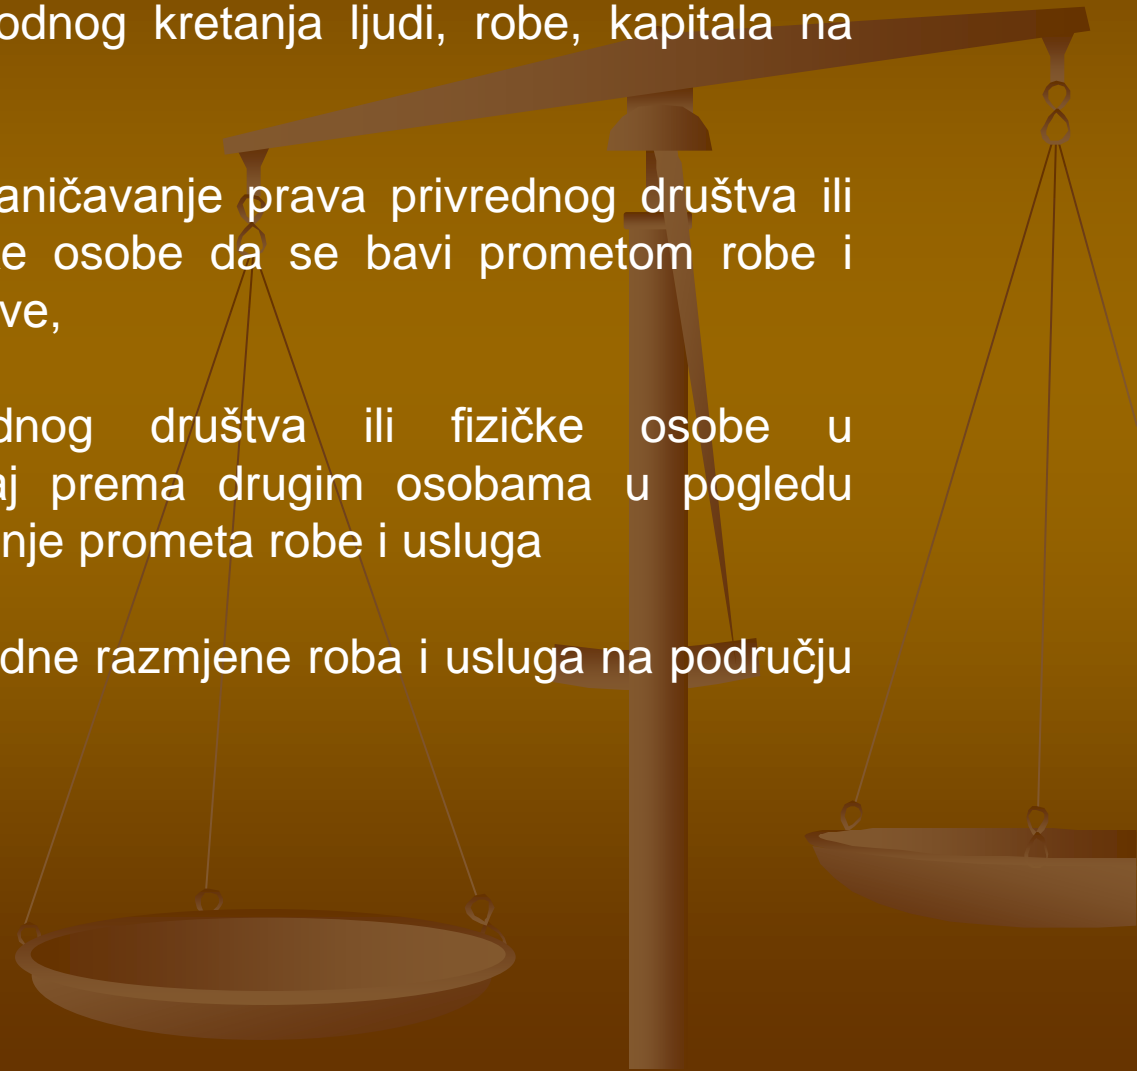 odnog kretanja ljudi, robe, kapitala na
aničavanje prava privrednog društva ili
e osobe da se bavi prometom robe i
ve,
dnog društva ili fizičke osobe u
aj prema drugim osobama u pogledu
nje prometa robe i usluga
dne razmjene roba i usluga na području